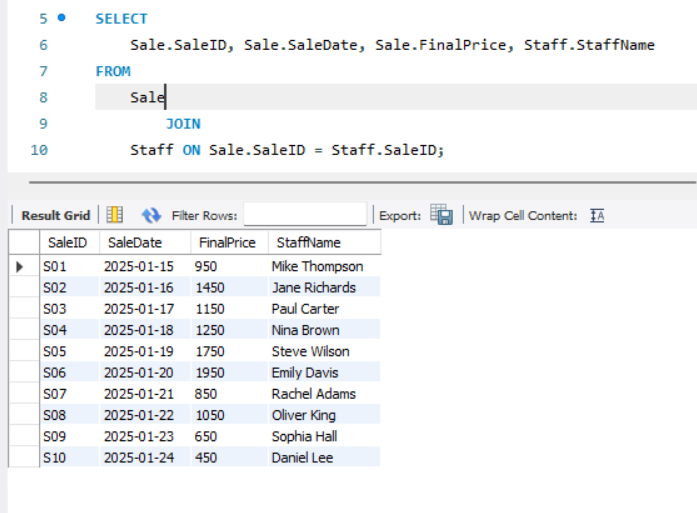 5 SELECT
6 Sale.SaleID, Sale.SaleDate, Sale.FinalPrice, Staff.StaffName
7 FROM
8 Sale
9 JOIN
10 Staff ON Sale.SaleID = Staff.SaleID;
Result Grid Filter Rows: Export: Wrap Cell Content: IA
SaleID SaleDate FinalPrice StaffName
S01 2025-01-15 950 Mike Thompson
S02 2025-01-16 1450 Jane Richards
S03 2025-01-17 1150 Paul Carter
S04 2025-01-18 1250 Nina Brown
S05 2025-01-19 1750 Steve Wilson
S06 2025-01-20 1950 Emily Davis
S07 2025-01-21 850 Rachel Adams
S08 2025-01-22 1050 Oliver King
S09 2025-01-23 650 Sophia Hall
S10 2025-01-24 450 Daniel Lee